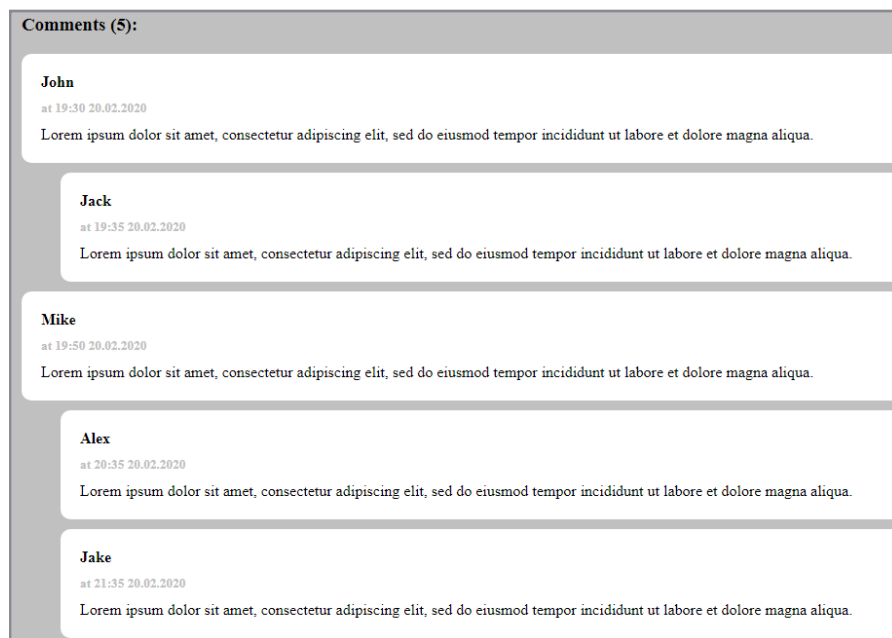 Comments (5):
John
at 19:30 20.02.2020
Lorem ipsum dolor sit amet, consectetur adipiscing elit, sed do eiusmod tempor incididunt ut labore et dolore magna aliqua.
Jack
at 19:35 20.02.2020
Lorem ipsum dolor sit amet, consectetur adipiscing elit, sed do eiusmod tempor incididunt ut labore et dolore magna aliqua.
Mike
at 19:50 20.02.2020
Lorem ipsum dolor sit amet, consectetur adipiscing elit, sed do eiusmod tempor incididunt ut labore et dolore magna aliqua.
Alex
at 20:35 20.02.2020
Lorem ipsum dolor sit amet, consectetur adipiscing elit, sed do eiusmod tempor incididunt ut labore et dolore magna aliqua.
Jake
at 21:35 20.02.2020
Lorem ipsum dolor sit amet, consectetur adipiscing elit, sed do eiusmod tempor incididunt ut labore et dolore magna aliqua.